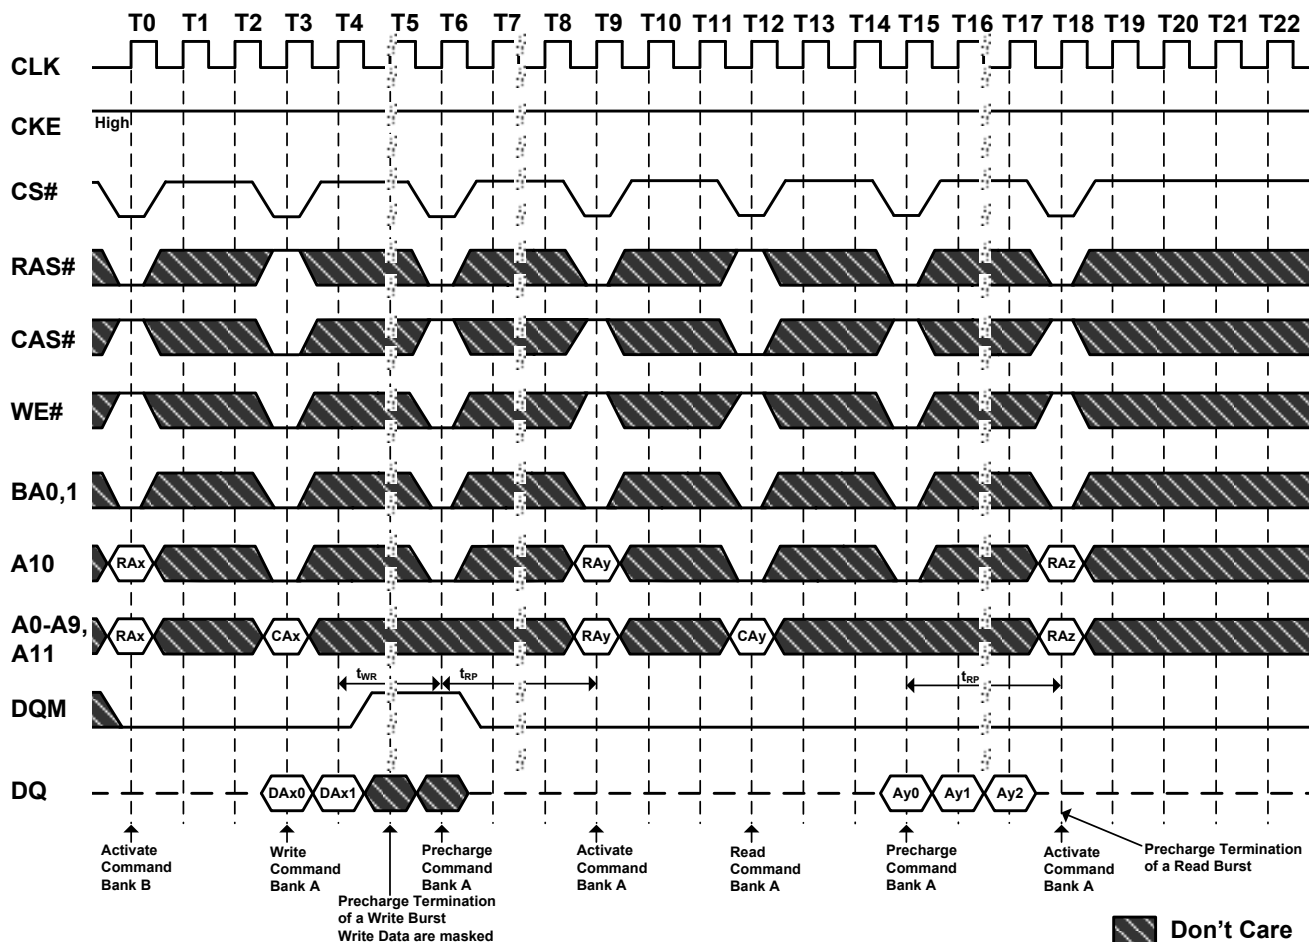 T0 T1 T2 T3 T4 T5 T6 T7 T8 T9 T10 T11 T12 T13 T14 T15 T16 T17 T18 T19 T20 T21 T22
CLK
CKE
High
CS#
RAS#
CAS#
WE#
BA0,1
A10
RAx RAy RAz
A0-A9,
A11
RAx CAx RAy CAy RAz
tWR tRP tRP
DQM
DQ
DAx0 DAx1 Ay0 Ay1 Ay2
Activate
Command
Bank B
Write
Command
Bank A
Precharge Termination
of a Write Burst
Write Data are masked
Precharge
Command
Bank A
Activate
Command
Bank A
Read
Command
Bank A
Precharge
Command
Bank A
Activate
Command
Bank A
Precharge Termination
of a Read Burst
Don't Care